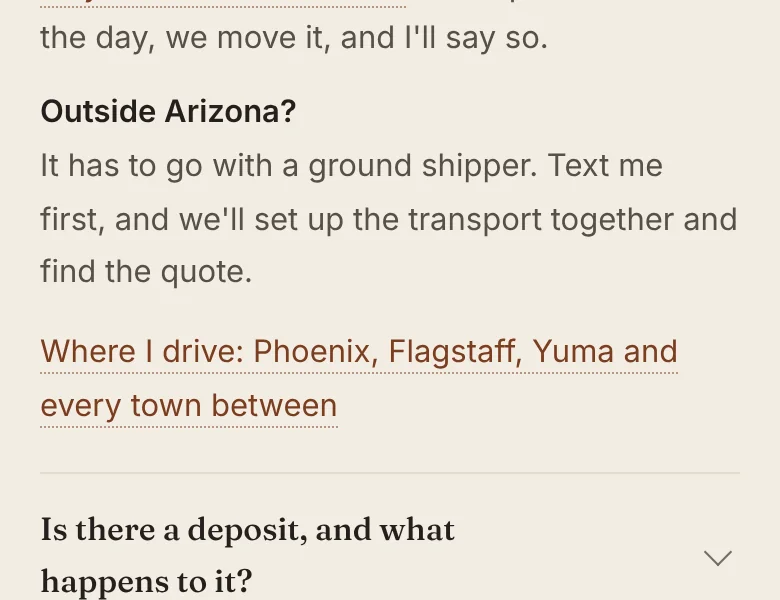 the day, we move it, and I'll say so.
Outside Arizona?
It has to go with a ground shipper. Text me
first, and we'll set up the transport together and
find the quote.
Where I drive: Phoenix, Flagstaff, Yuma and
every town between
Is there a deposit, and what
happens to it?